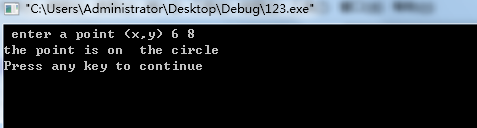 "C:\Users\Administrator\Desktop\Debug\123.exe"
enter a point (x,y) 6 8
the point is on  the circle
Press any key to continue